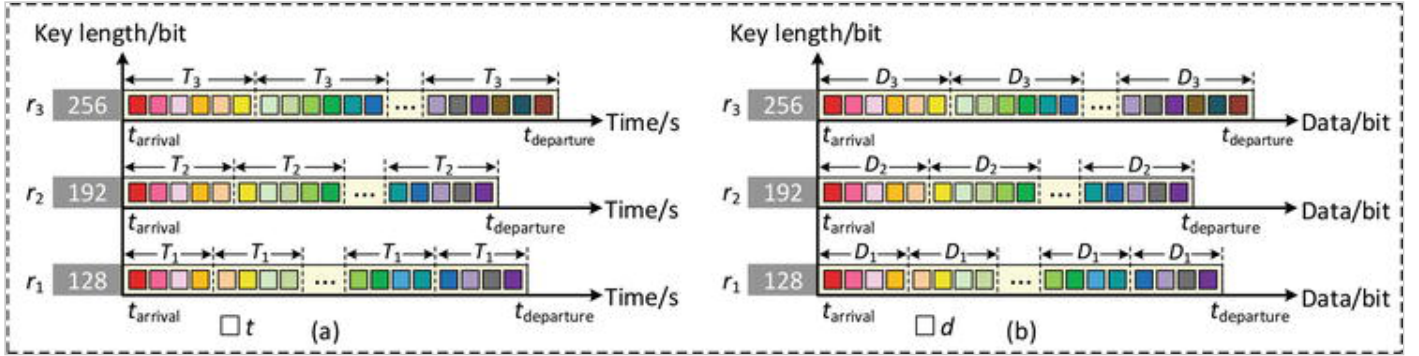 Key length/bit
T3 T3 T3
r3 256 ...
tarrival tdeparture Time/s
T2 T2 T2
r2 192 ...
tarrival tdeparture Time/s
T1 T1 T1 T1
r1 128 ...
tarrival tdeparture Time/s
□ t (a)
Key length/bit
D3 D3 D3
r3 256 ...
tarrival tdeparture Data/bit
D2 D2 D2
r2 192 ...
tarrival tdeparture Data/bit
D1 D1 D1 D1
r1 128 ...
tarrival tdeparture Data/bit
□ d (b)